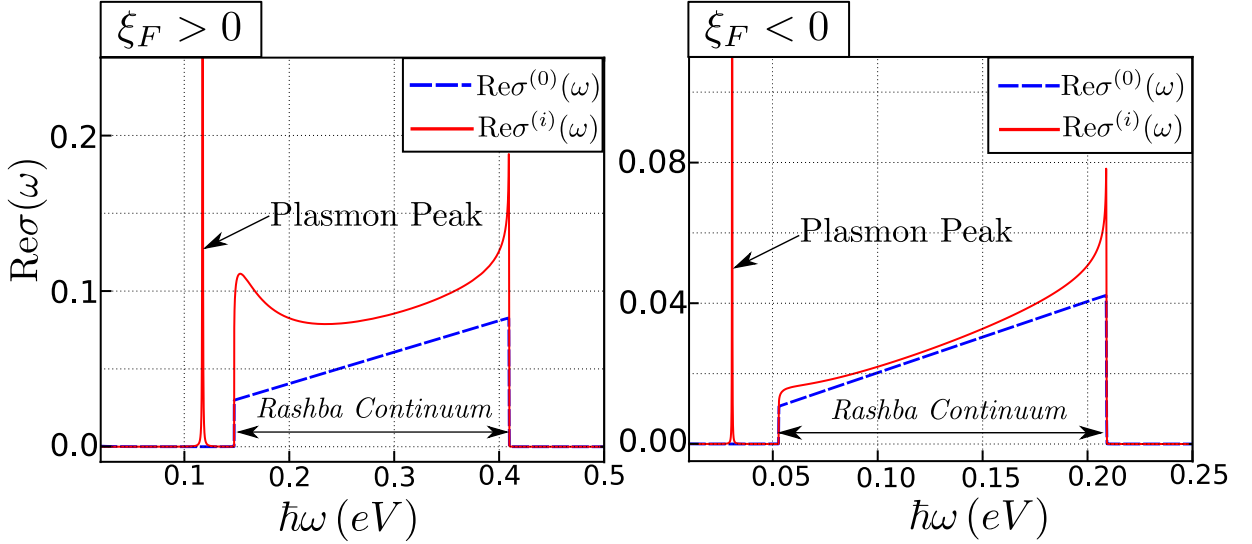 ξ_F > 0
Reσ^(0)(ω)
Reσ^(i)(ω)
Plasmon Peak
Rashba Continuum
Reσ(ω)
0.2
0.1
0.0
0.1 0.2 0.3 0.4 0.5
ħω (eV)
ξ_F < 0
Reσ^(0)(ω)
Reσ^(i)(ω)
Plasmon Peak
Rashba Continuum
0.08
0.04
0.00
0.05 0.10 0.15 0.20 0.25
ħω (eV)